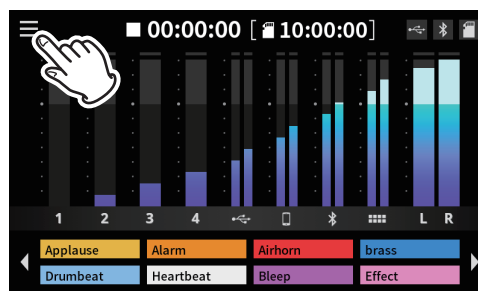 00:00:00 [ 10:00:00]
1 2 3 4 L R
Applause Alarm Airhorn brass
Drumbeat Heartbeat Bleep Effect